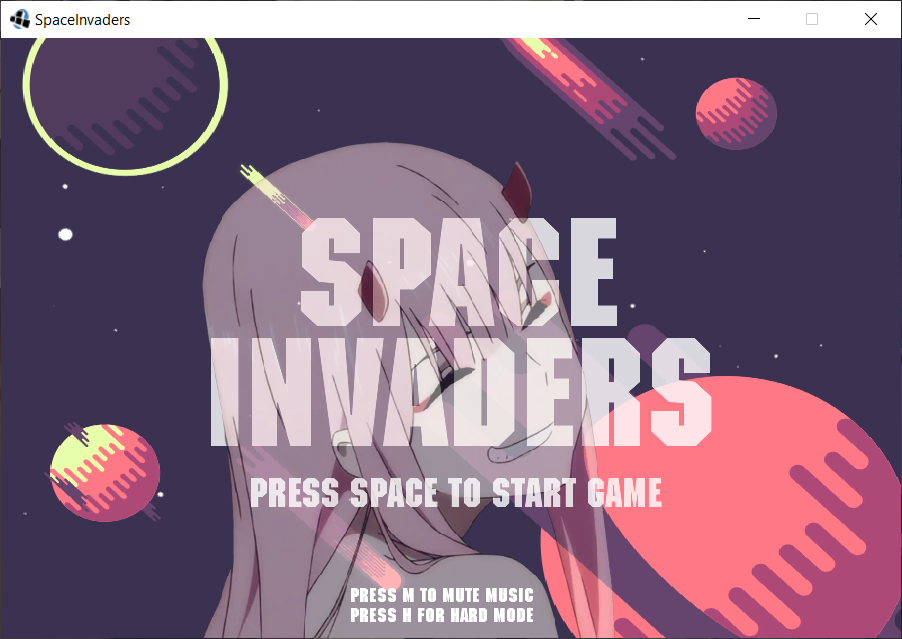 SpaceInvaders
SPACE
INVADERS
PRESS SPACE TO START GAME
PRESS M TO MUTE MUSIC
PRESS H FOR HARD MODE